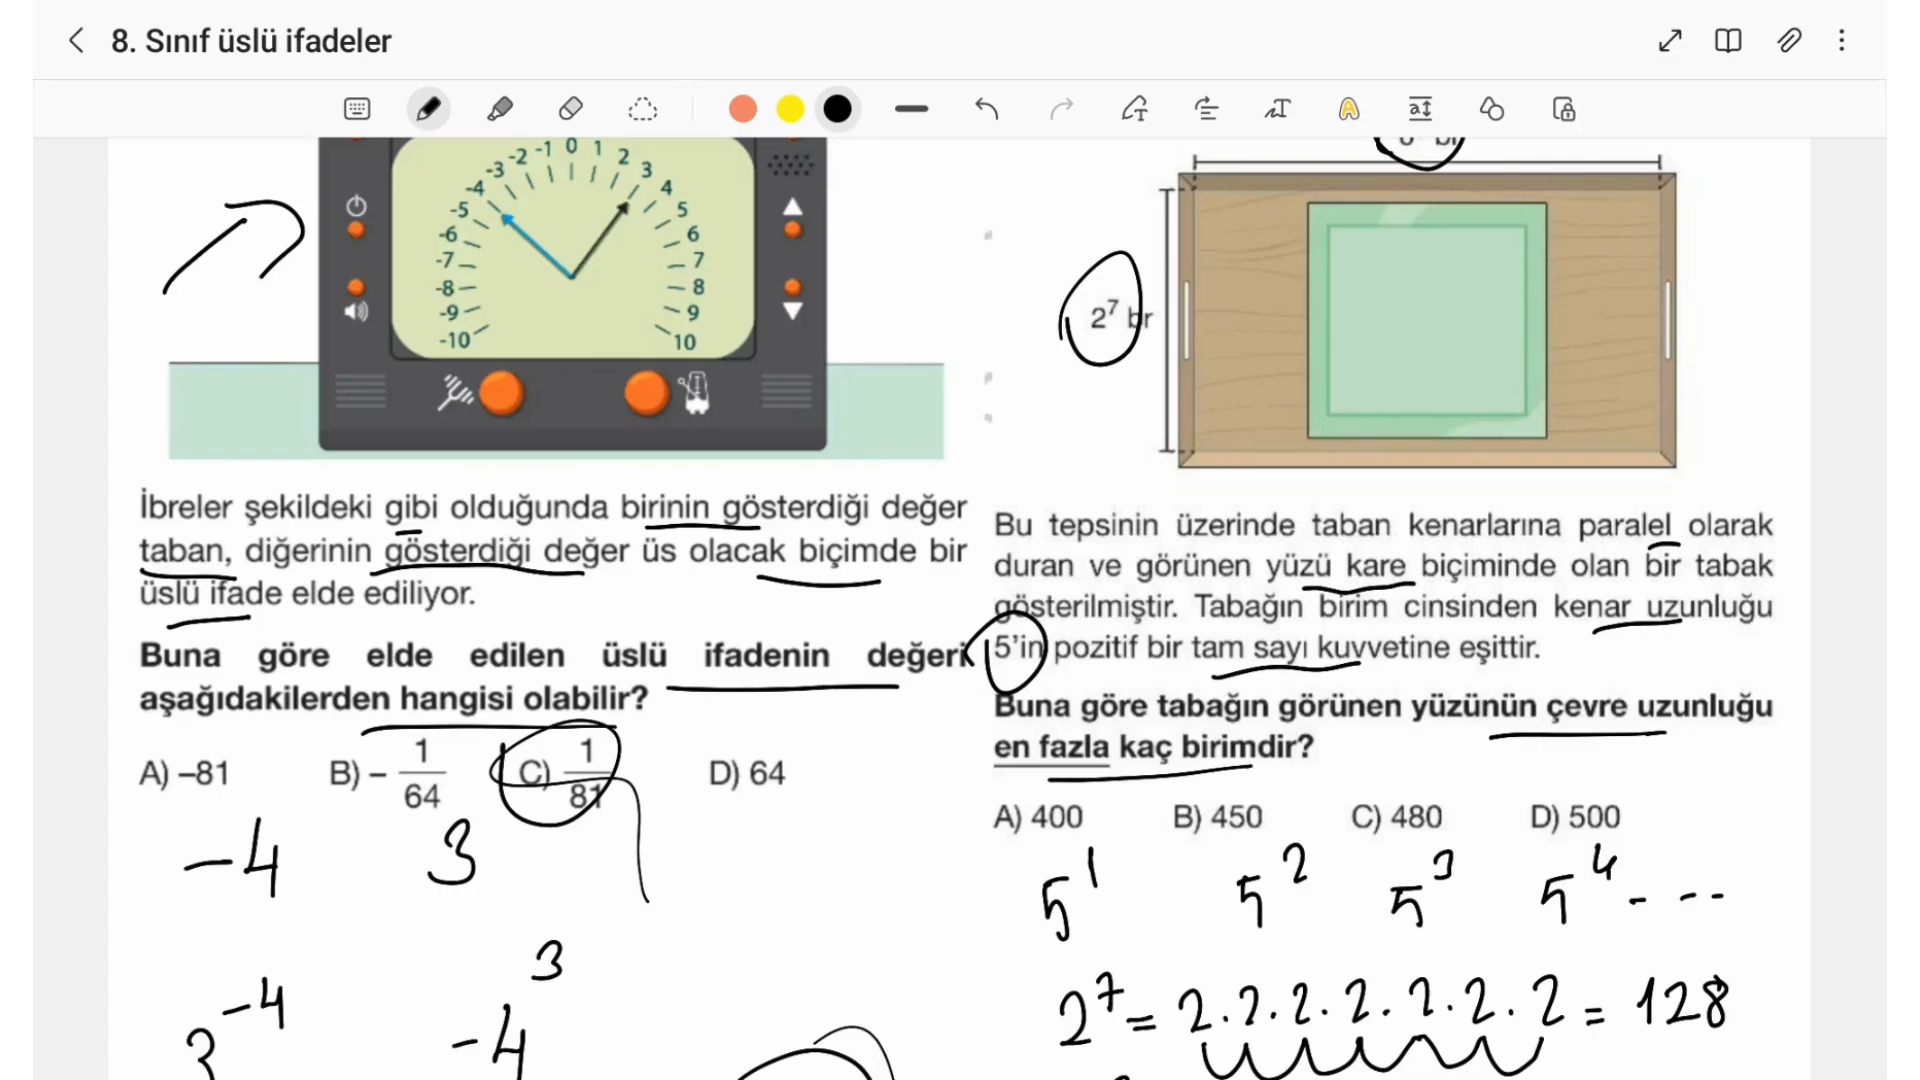 8. Sınıf üslü ifadeler
-10 -9 -8 -7 -6 -5 -4 -3 -2 -1 0 1 2 3 4 5 6 7 8 9 10
İbreler şekildeki gibi olduğunda birinin gösterdiği değer
taban, diğerinin gösterdiği değer üs olacak biçimde bir
üslü ifade elde ediliyor.
Buna göre elde edilen üslü ifadenin değeri
aşağıdakilerden hangisi olabilir?
A) –81 B) – 1/64 C) 1/81 D) 64
-4 3
3⁻⁴ -4³
br
2⁷ br
Bu tepsinin üzerinde taban kenarlarına paralel olarak
duran ve görünen yüzü kare biçiminde olan bir tabak
gösterilmiştir. Tabağın birim cinsinden kenar uzunluğu
5'in pozitif bir tam sayı kuvvetine eşittir.
Buna göre tabağın görünen yüzünün çevre uzunluğu
en fazla kaç birimdir?
A) 400 B) 450 C) 480 D) 500
5¹ 5² 5³ 5⁴ - - -
2⁷ = 2.2.2.2.2.2.2 = 128